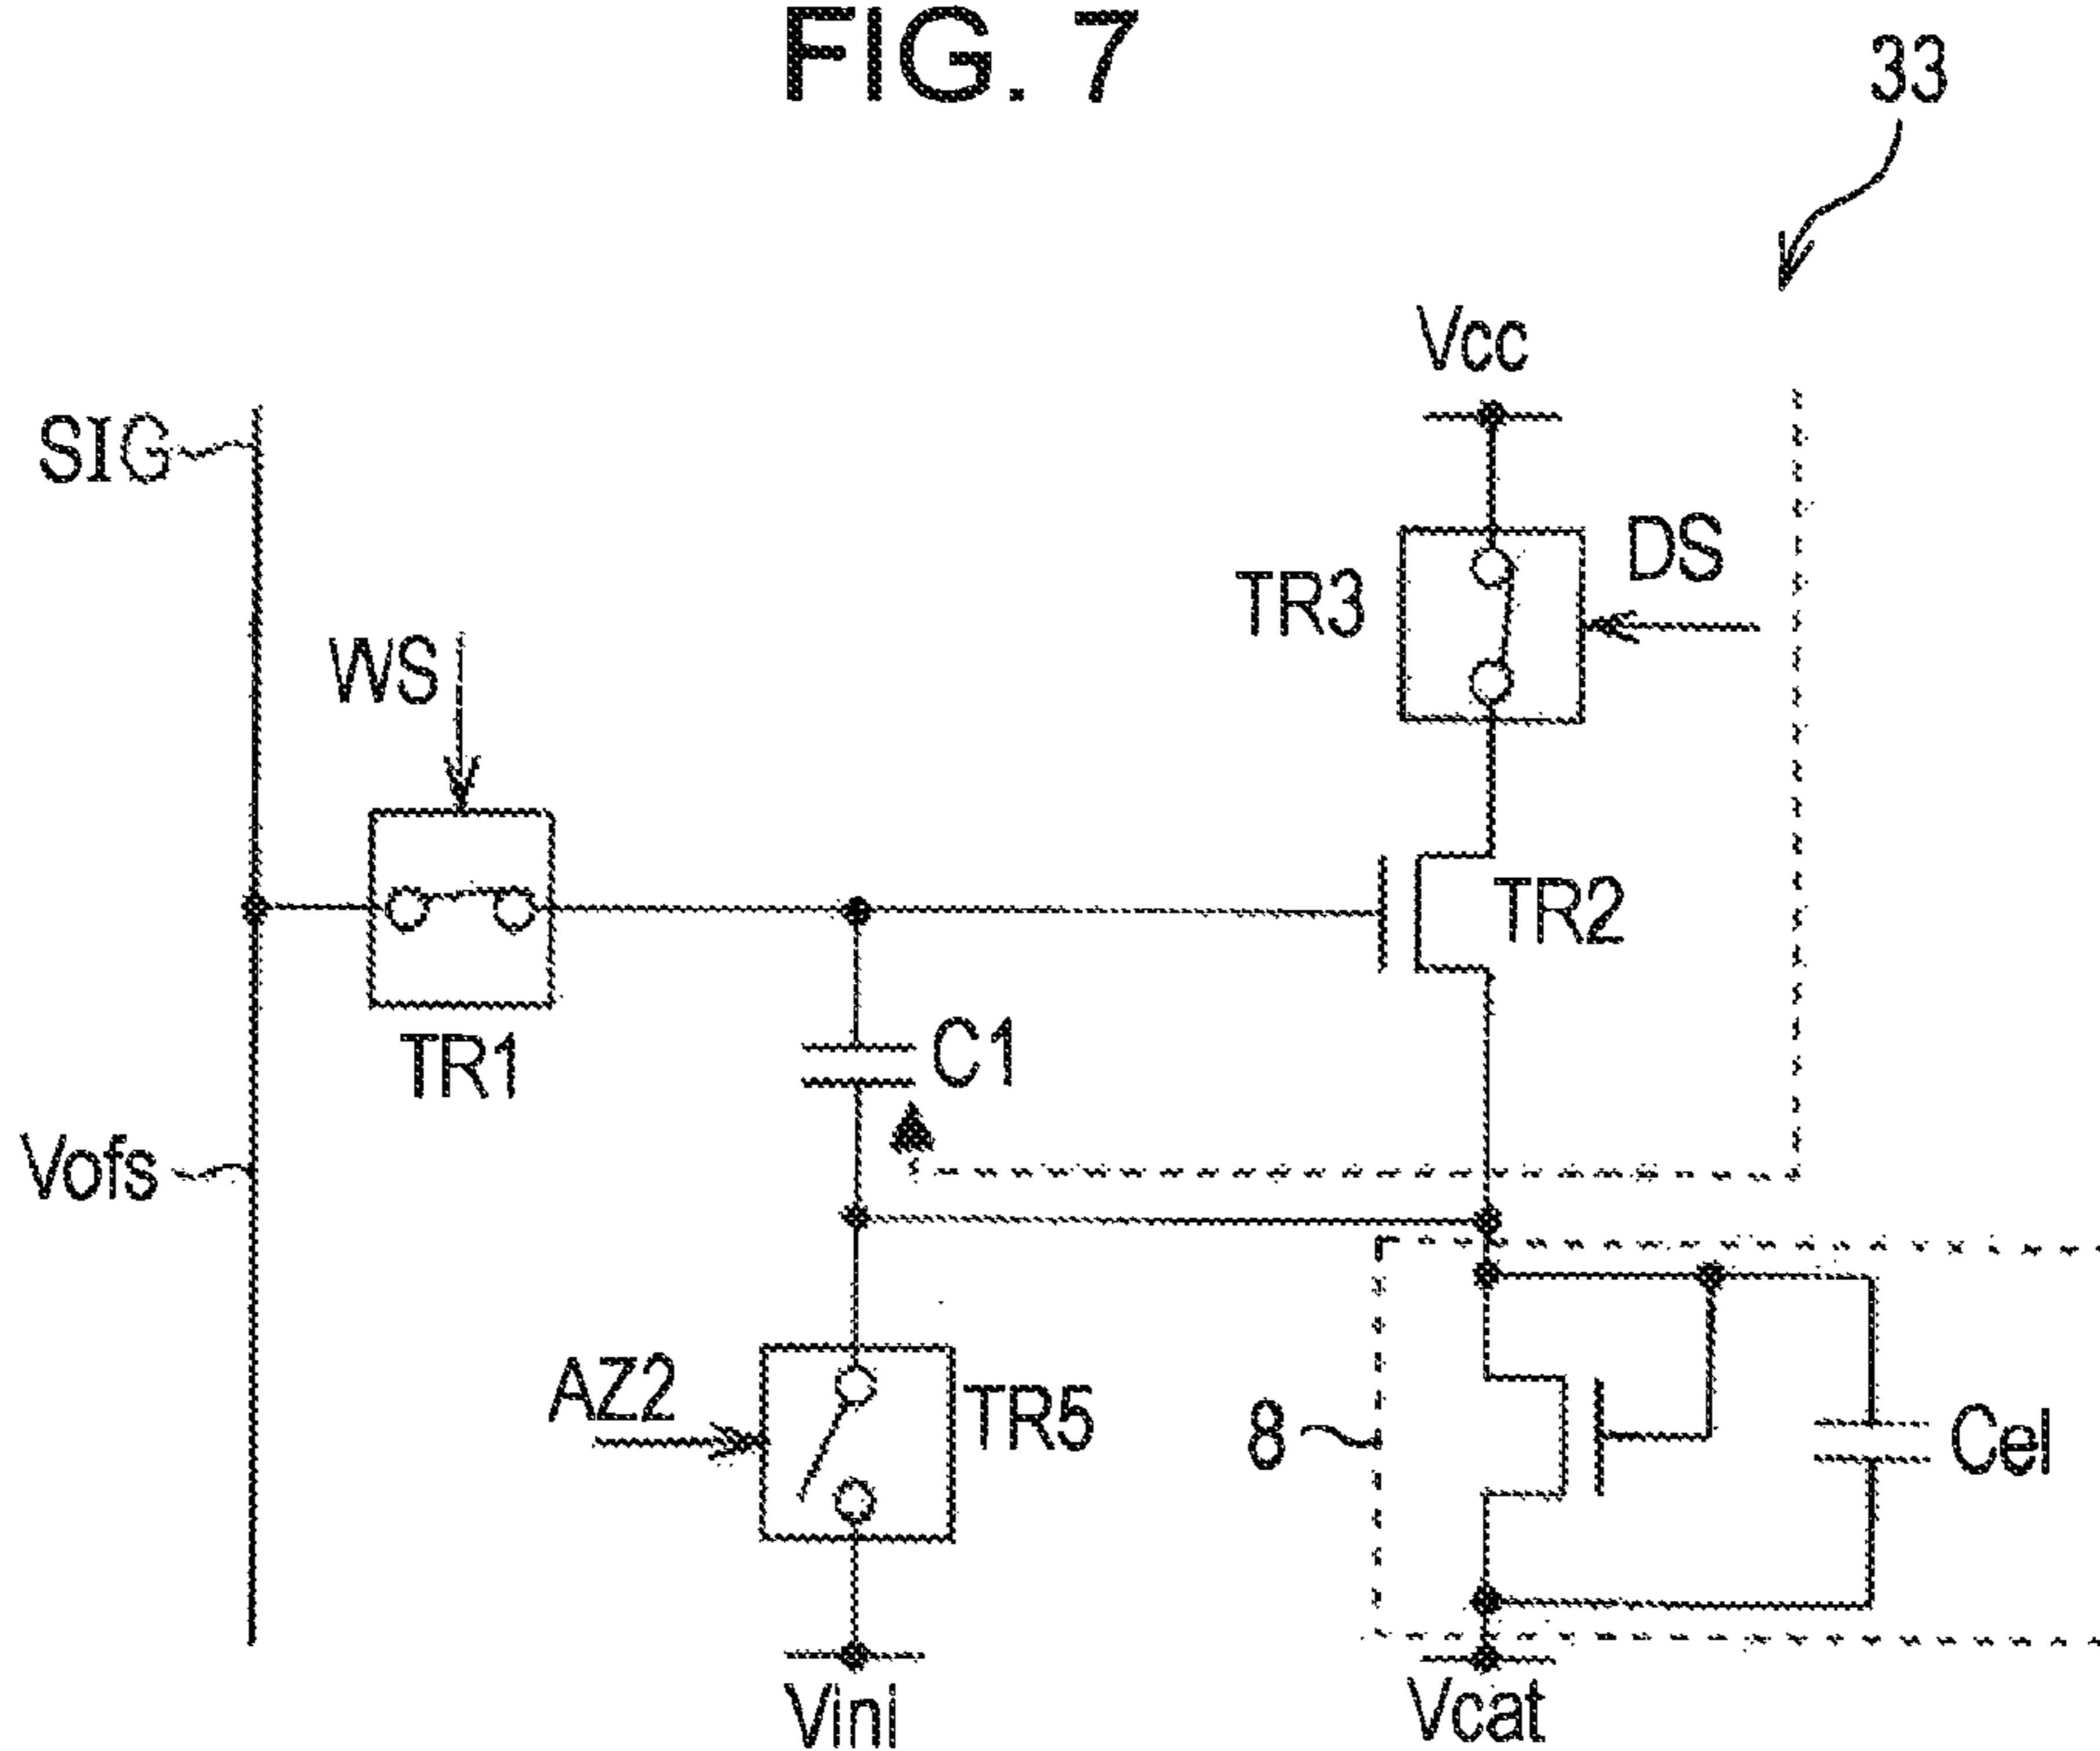 FIG. 7
33
Vcc
SIG
DS
TR3
WS
TR2
C1
TR1
Vofs
AZ2
TR5
8
Cel
Vini
Vcat